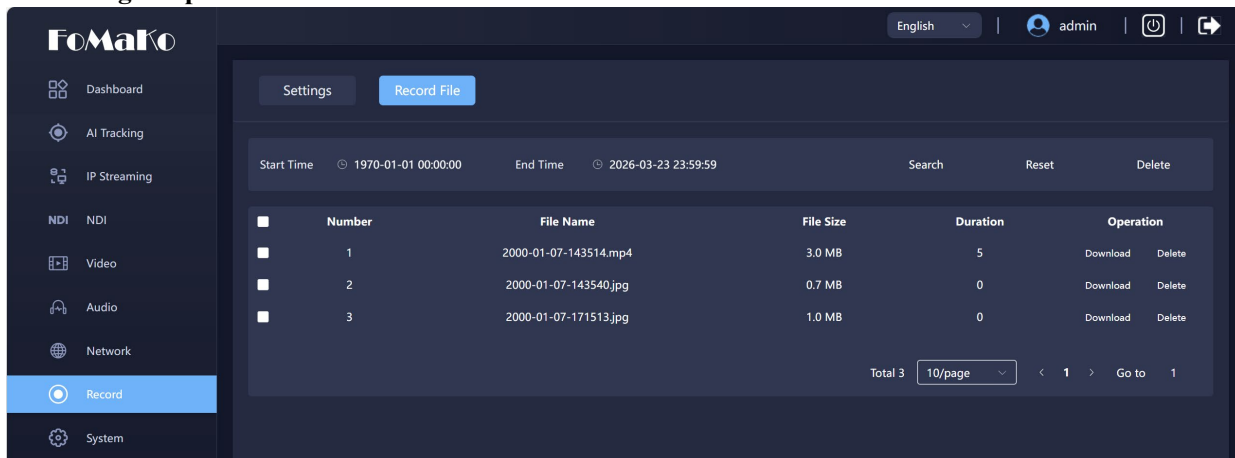 FoMaKo
English
admin
Dashboard
AI Tracking
IP Streaming
NDI NDI
Video
Audio
Network
Record
System
Settings Record File
Start Time 1970-01-01 00:00:00 End Time 2026-03-23 23:59:59 Search Reset Delete
Number File Name File Size Duration Operation
1 2000-01-07-143514.mp4 3.0 MB 5 Download Delete
2 2000-01-07-143540.jpg 0.7 MB 0 Download Delete
3 2000-01-07-171513.jpg 1.0 MB 0 Download Delete
Total 3 10/page < 1 > Go to 1